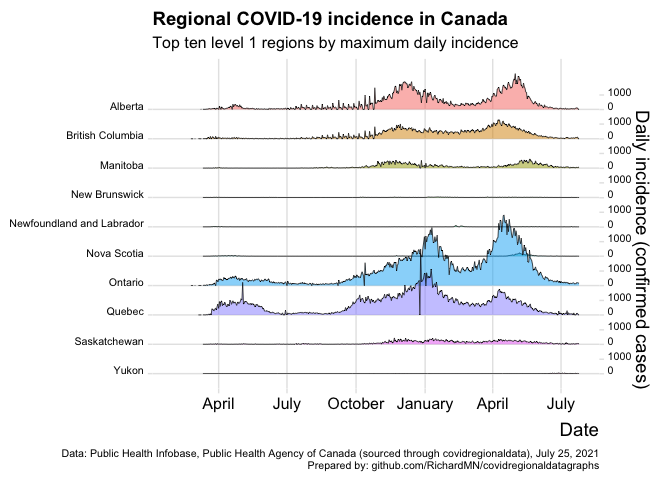 Regional COVID-19 incidence in Canada
Top ten level 1 regions by maximum daily incidence
Alberta
1000
0
British Columbia
1000
0
Manitoba
1000
0
New Brunswick
1000
0
Newfoundland and Labrador
1000
0
Nova Scotia
1000
0
Ontario
1000
0
Quebec
1000
0
Saskatchewan
1000
0
Yukon
1000
0
Daily incidence (confirmed cases)
April July October January April July
Date
Data: Public Health Infobase, Public Health Agency of Canada (sourced through covidregionaldata), July 25, 2021
Prepared by: github.com/RichardMN/covidregionaldatagraphs